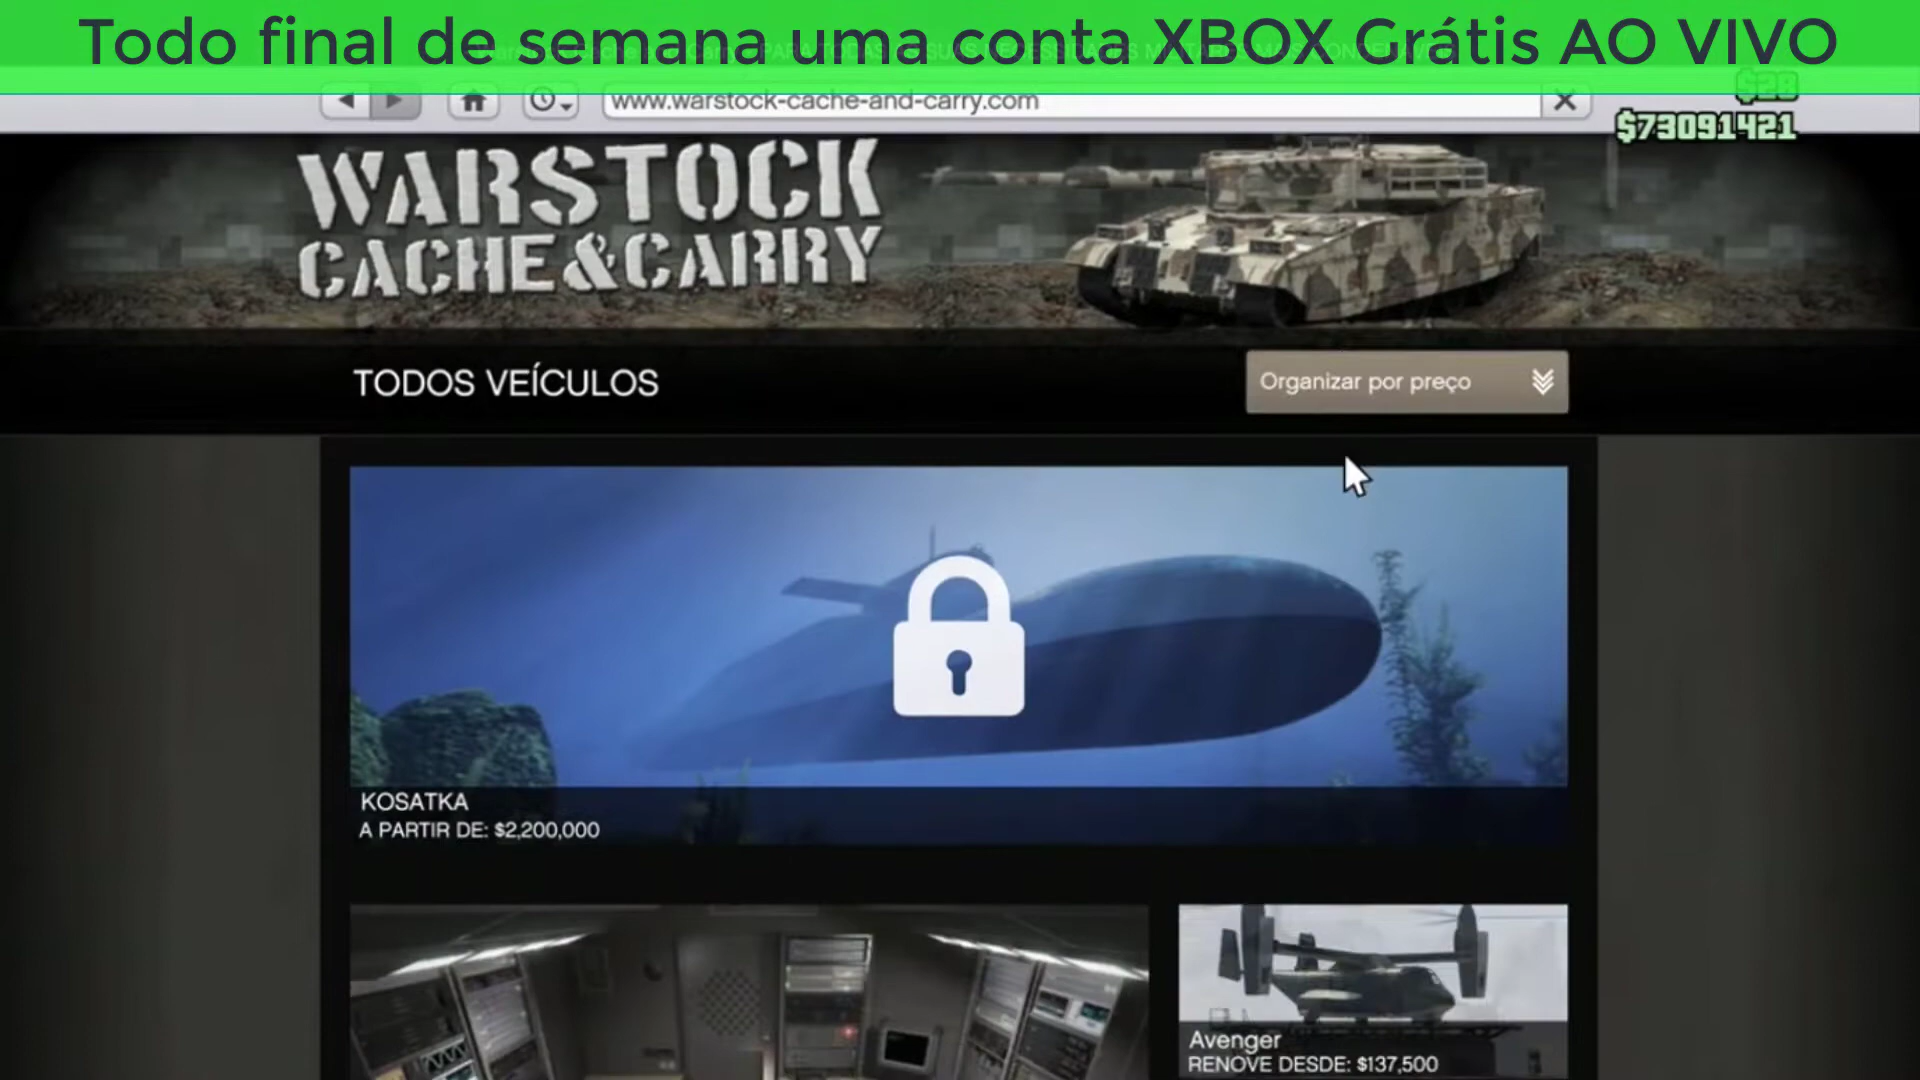 Todo final de semana uma conta XBOX Grátis AO VIVO
www.warstock-cache-and-carry.com
$28
$73091421
WARSTOCK
CACHE&CARRY
TODOS VEÍCULOS
Organizar por preço
KOSATKA
A PARTIR DE: $2,200,000
Avenger
RENOVE DESDE: $137,500